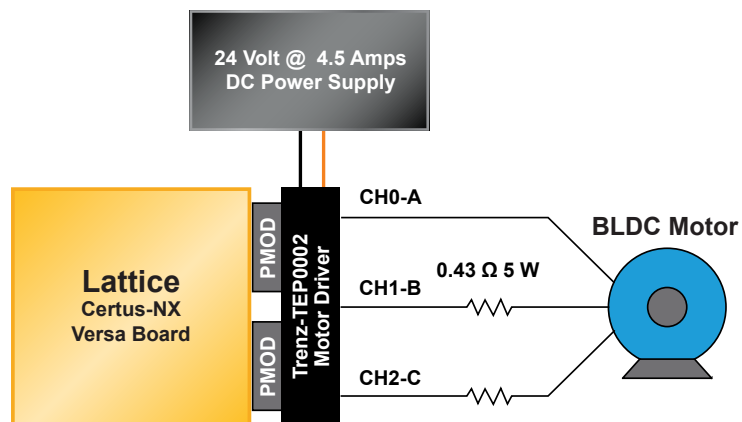 24 Volt @ 4.5 Amps
DC Power Supply
Lattice
Certus-NX
Versa Board
PMOD
PMOD
Trenz-TEP0002
Motor Driver
CH0-A
CH1-B
CH2-C
0.43 Ω 5 W
BLDC Motor